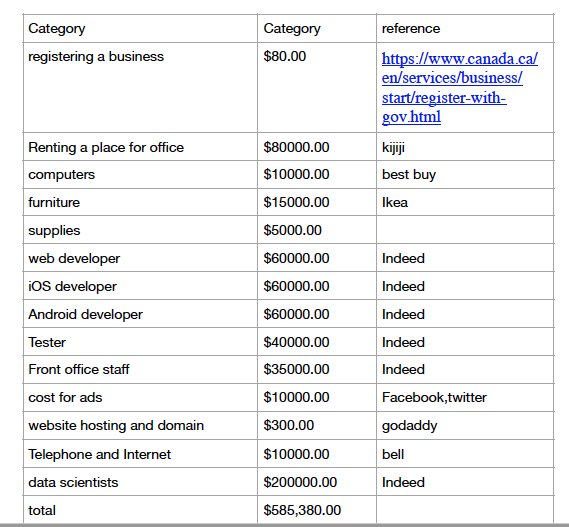 Category Category reference
registering a business $80.00 https://www.canada.ca/
en/services/business/
start/register-with-
gov.html
Renting a place for office $80000.00 kijiji
computers $10000.00 best buy
furniture $15000.00 Ikea
supplies $5000.00
web developer $60000.00 Indeed
iOS developer $60000.00 Indeed
Android developer $60000.00 Indeed
Tester $40000.00 Indeed
Front office staff $35000.00 Indeed
cost for ads $10000.00 Facebook,twitter
website hosting and domain $300.00 godaddy
Telephone and Internet $10000.00 bell
data scientists $200000.00 Indeed
total $585,380.00